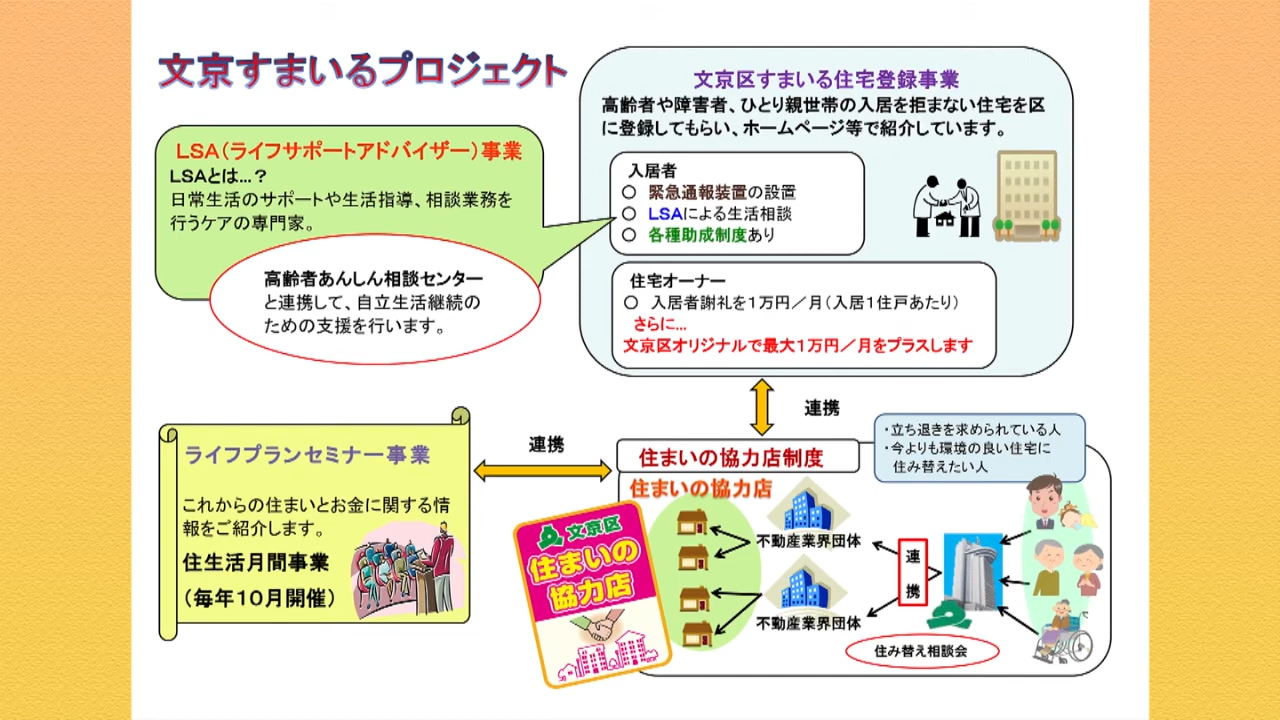 文京すまいるプロジェクト
文京区すまいる住宅登録事業
高齢者や障害者、ひとり親世帯の入居を拒まない住宅を区
に登録してもらい、ホームページ等で紹介しています。
入居者
○ 緊急通報装置の設置
○ LSAによる生活相談
○ 各種助成制度あり
住宅オーナー
○ 入居者謝礼を１万円／月（入居１住戸あたり）
さらに…
文京区オリジナルで最大１万円／月をプラスします
LSA（ライフサポートアドバイザー）事業
LSAとは…？
日常生活のサポートや生活指導、相談業務を
行うケアの専門家。
高齢者あんしん相談センター
と連携して、自立生活継続の
ための支援を行います。
連携
連携
ライフプランセミナー事業
これからの住まいとお金に関する情
報をご紹介します。
住生活月間事業
（毎年１０月開催）
住まいの協力店制度
・立ち退きを求められている人
・今よりも環境の良い住宅に
住み替えたい人
住まいの協力店
文京区
住まいの
協力店
不動産業界団体
不動産業界団体
連
携
住み替え相談会